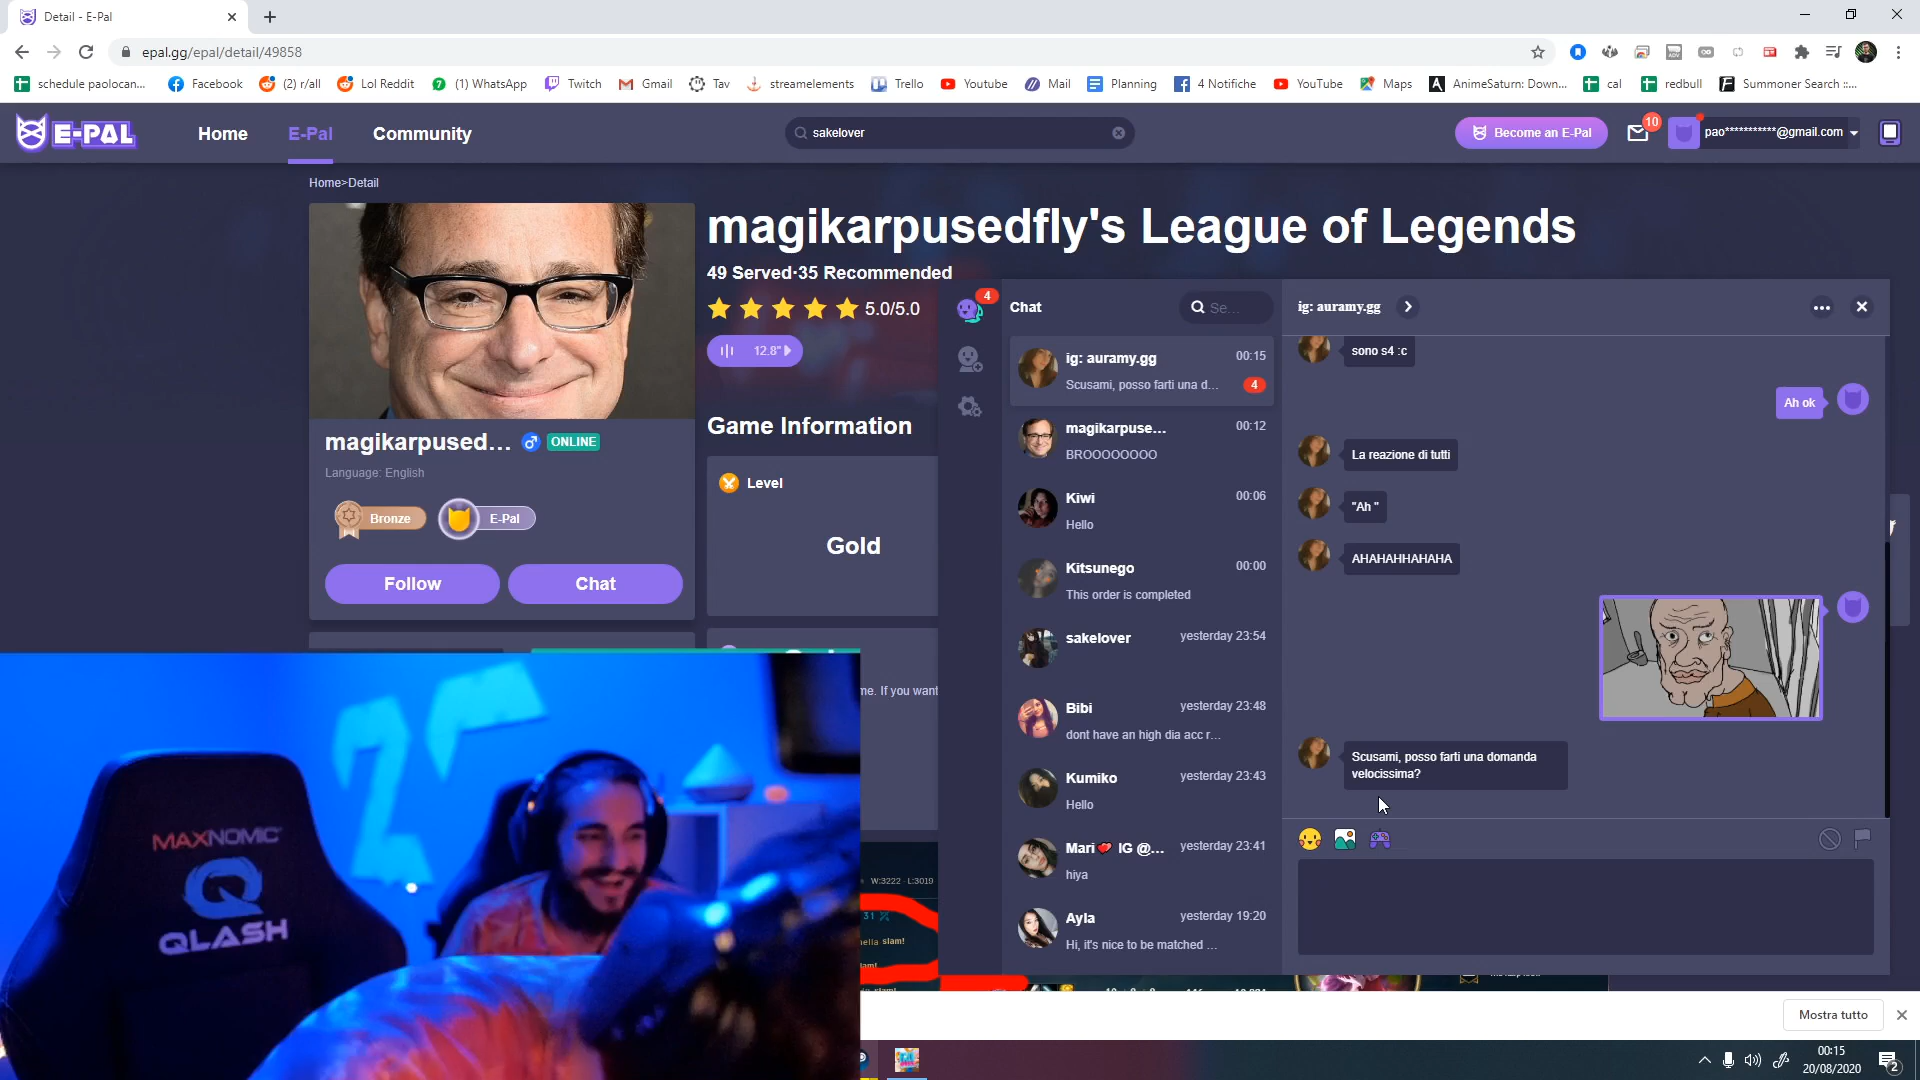 Detail - E-Pal
epal.gg/epal/detail/49858
schedule paolocan...
Facebook
(2) r/all
Lol Reddit
(1) WhatsApp
Twitch
Gmail
Tav
streamelements
Trello
Youtube
Mail
Planning
4 Notifiche
YouTube
Maps
AnimeSaturn: Down...
cal
redbull
Summoner Search ::...
E-PAL
Home
E-Pal
Community
sakelover
Become an E-Pal
10
pao***********@gmail.com
Home>Detail
magikarpusedfly's League of Legends
49 Served·35 Recommended
5.0/5.0
12.8"
magikarpused...
ONLINE
Language: English
Bronze
E-Pal
Follow
Chat
Game Information
Level
Gold
me. If you want
W:3222 - L:3019
31
slam!
4
Chat
Se...
ig: auramy.gg
00:15
Scusami, posso farti una d...
4
magikarpuse...
00:12
BROOOOOOOO
Kiwi
00:06
Hello
Kitsunego
00:00
This order is completed
sakelover
yesterday 23:54
Bibi
yesterday 23:48
dont have an high dia acc r...
Kumiko
yesterday 23:43
Hello
Mari IG @...
yesterday 23:41
hiya
Ayla
yesterday 19:20
Hi, it's nice to be matched ...
ig: auramy.gg
sono s4 :c
Ah ok
La reazione di tutti
"Ah "
AHAHAHHAHAHA
Scusami, posso farti una domanda
velocissima?
MAXNOMIC
QLASH
Mostra tutto
00:15
20/08/2020
2